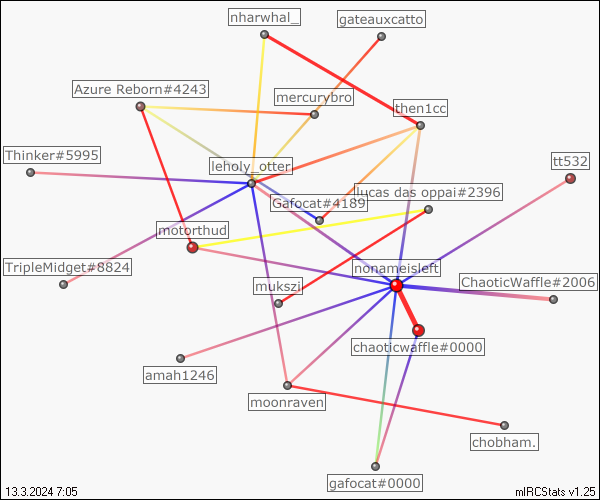 nharwhal_
gateauxcatto
Azure Reborn#4243
mercurybro
then1cc
Thinker#5995
leholy_otter
tt532
llucas das oppai#2396
Gafocat#4189
motorthud
TripleMidget#8824
nonameisleft
mukszi
ChaoticWaffle#2006
chaoticwaffle#0000
amah1246
moonraven
chobham.
gafocat#0000
13.3.2024 7:05
mIRCStats v1.25